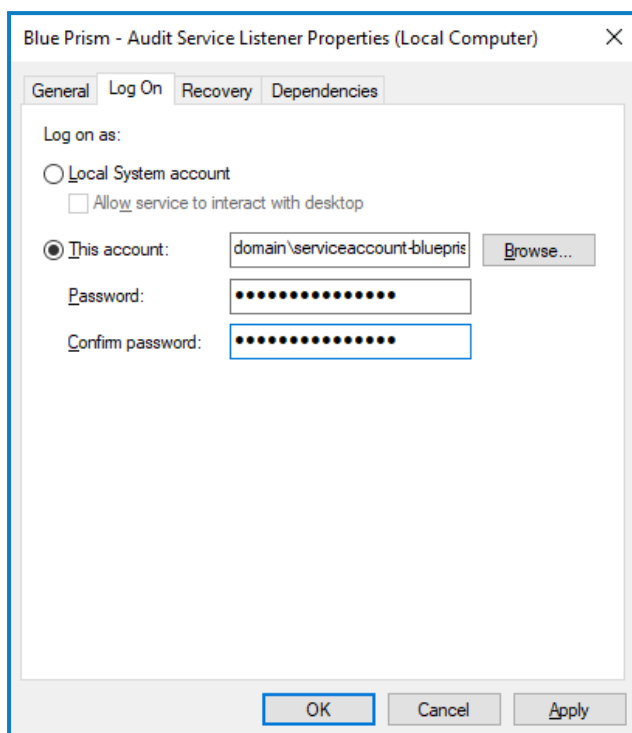 Blue Prism - Audit Service Listener Properties (Local Computer)
General Log On Recovery Dependencies
Log on as:
Local System account
Allow service to interact with desktop
This account: domain\serviceaccount-bluepris Browse...
Password: ●●●●●●●●●●●●●●●
Confirm password: ●●●●●●●●●●●●●●●
OK Cancel Apply